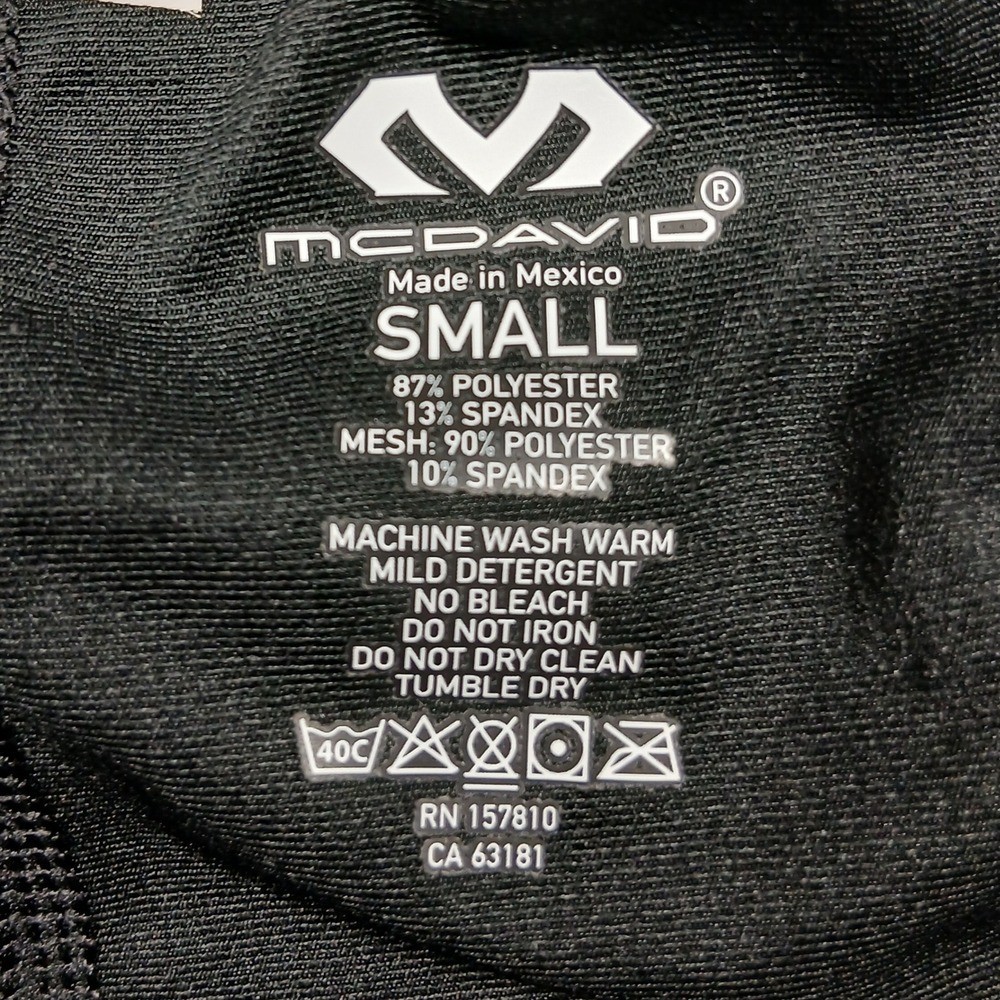 MCDAVID®
Made in Mexico
SMALL
87% POLYESTER
13% SPANDEX
MESH: 90% POLYESTER
10% SPANDEX
MACHINE WASH WARM
MILD DETERGENT
NO BLEACH
DO NOT IRON
DO NOT DRY CLEAN
TUMBLE DRY
40C
RN 157810
CA 63181